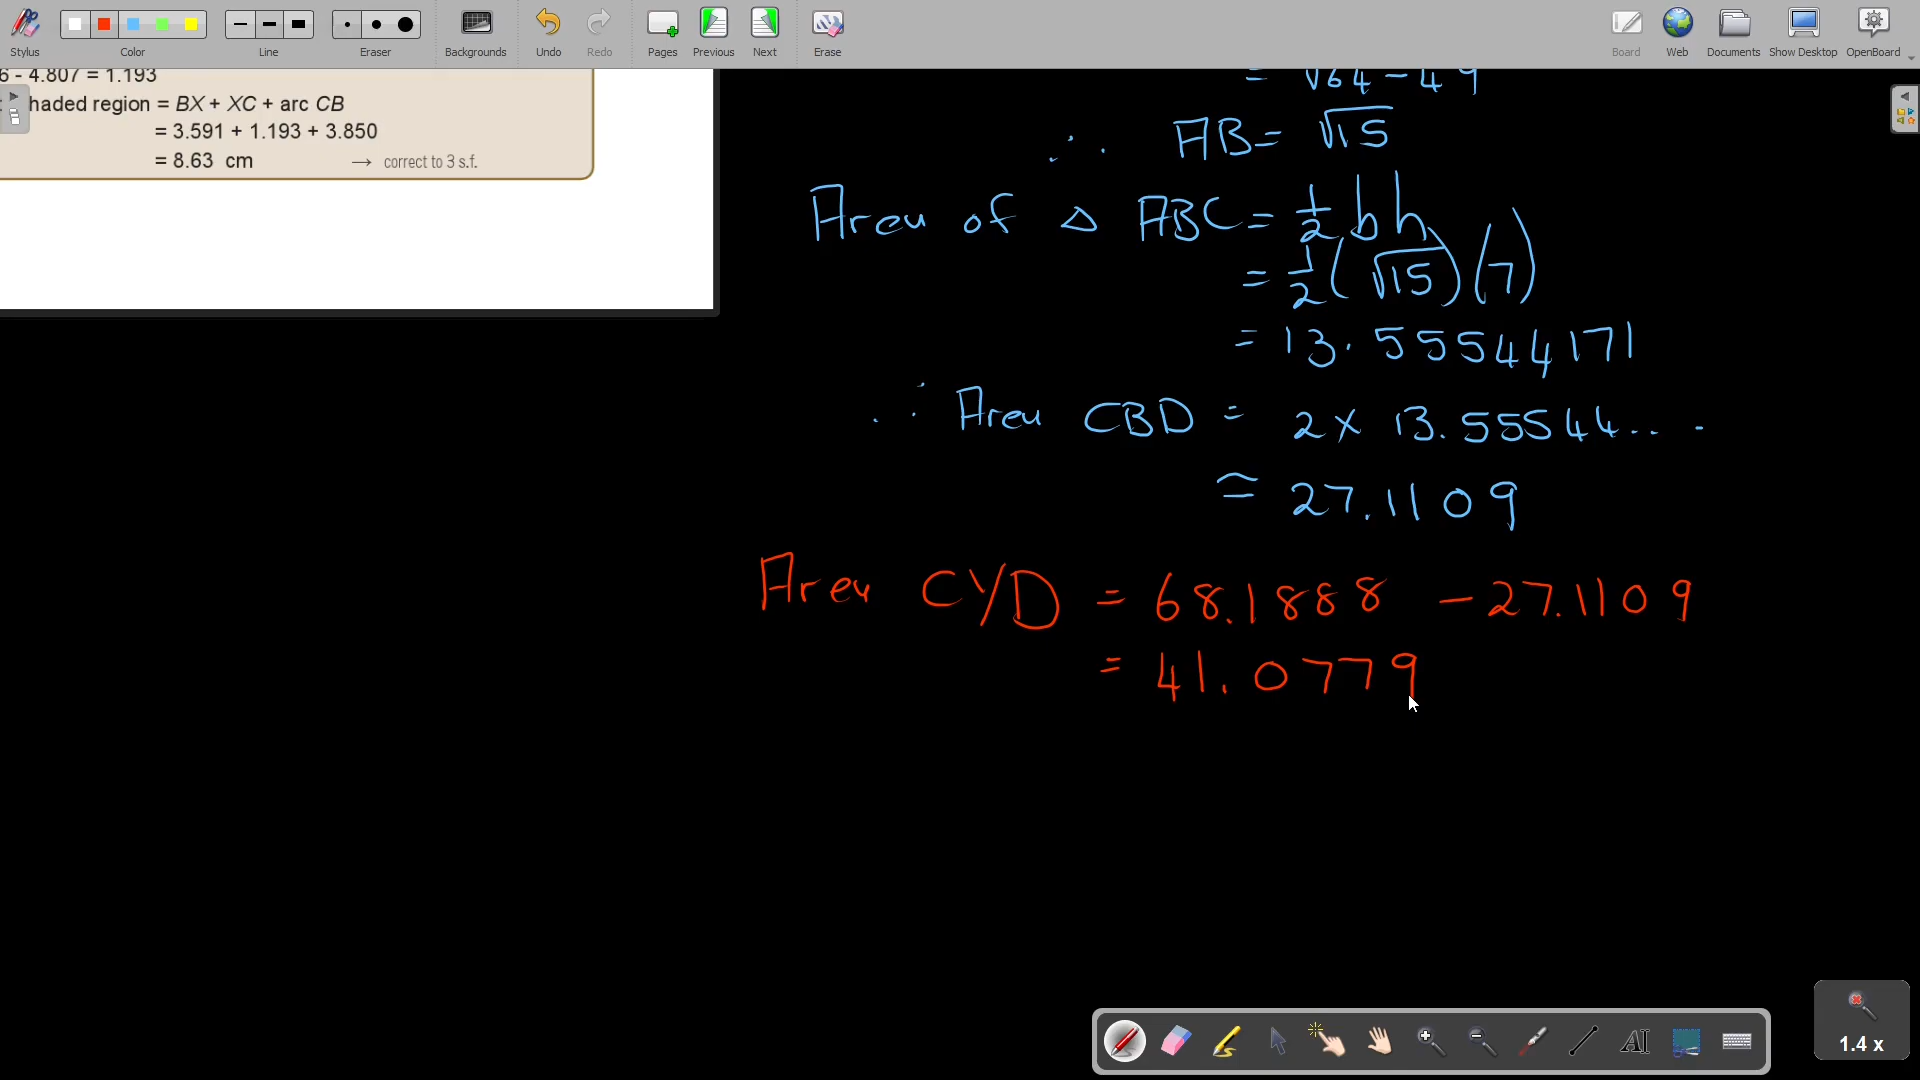 Stylus
Color
Line
Eraser
Backgrounds
Undo
Redo
Pages
Previous
Next
Erase
Board
Web
Documents
Show Desktop
OpenBoard
6 - 4.807 = 1.193
haded region = BX + XC + arc CB
= 3.591 + 1.193 + 3.850
= 8.63 cm → correct to 3 s.f.
= √64 - 49
∴ AB = √15
Area of △ ABC = 1/2 bh
= 1/2 (√15)(7)
= 13.55544171
∴ Area CBD = 2 × 13.55544...
≃ 27.1109
Area CYD = 68.1888 - 27.1109
= 41.0779
1.4 x